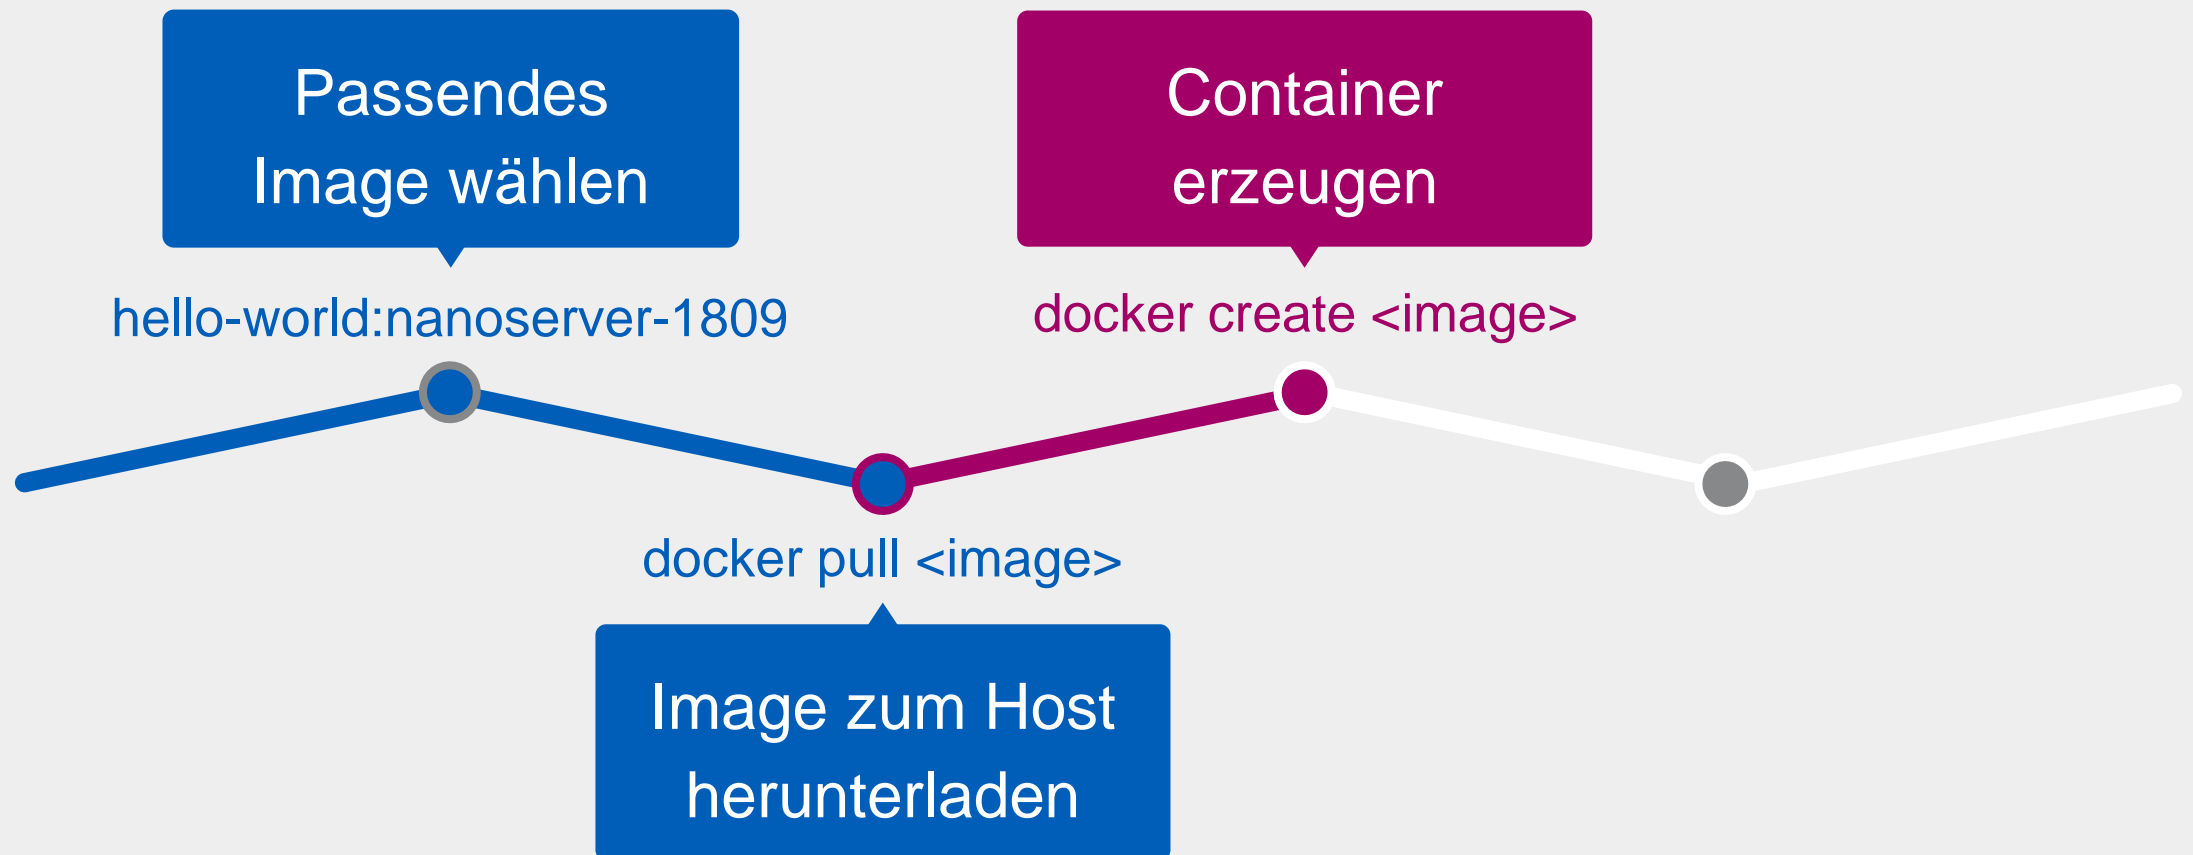 Passendes
Image wählen
hello-world:nanoserver-1809
Container
erzeugen
docker create <image>
docker pull <image>
Image zum Host
herunterladen